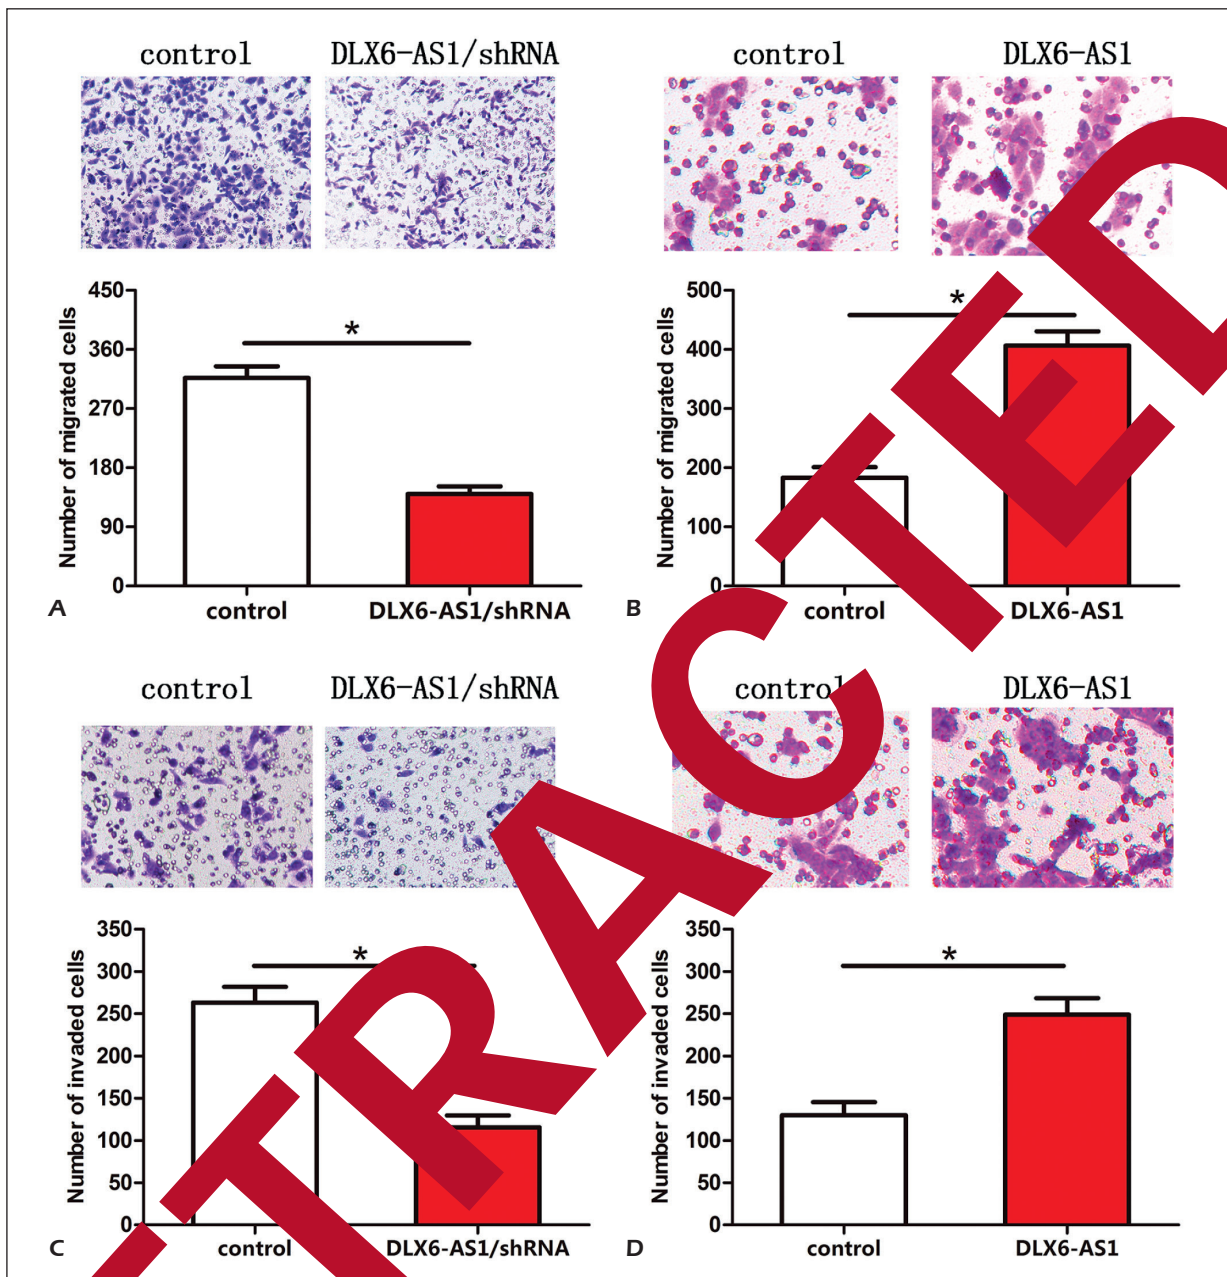 control DLX6-AS1/shRNA
control DLX6-AS1
Number of migrated cells
450
360
270
180
90
0
*
control DLX6-AS1/shRNA
A
Number of migrated cells
500
400
300
200
100
0
*
control DLX6-AS1
B
control DLX6-AS1/shRNA
control DLX6-AS1
Number of invaded cells
350
300
250
200
150
100
50
0
*
control DLX6-AS1/shRNA
C
Number of invaded cells
350
300
250
200
150
100
50
0
*
control DLX6-AS1
D
TRACTED